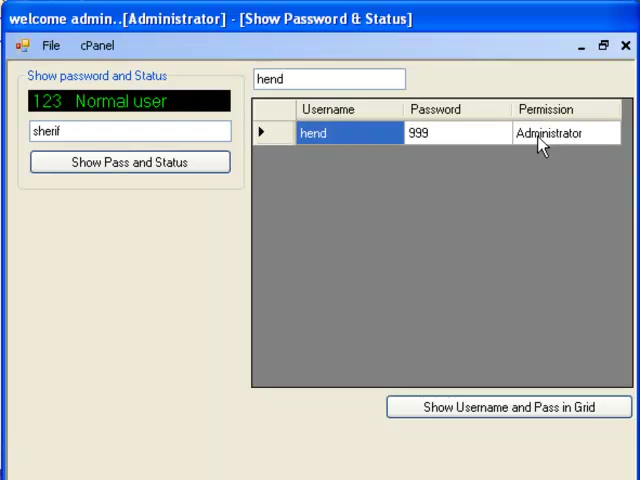 welcome admin..[Administrator] - [Show Password & Status]
File cPanel
Show password and Status
123 Normal user
sherif
Show Pass and Status
hend
Username Password Permission
hend 999 Administrator
Show Username and Pass in Grid